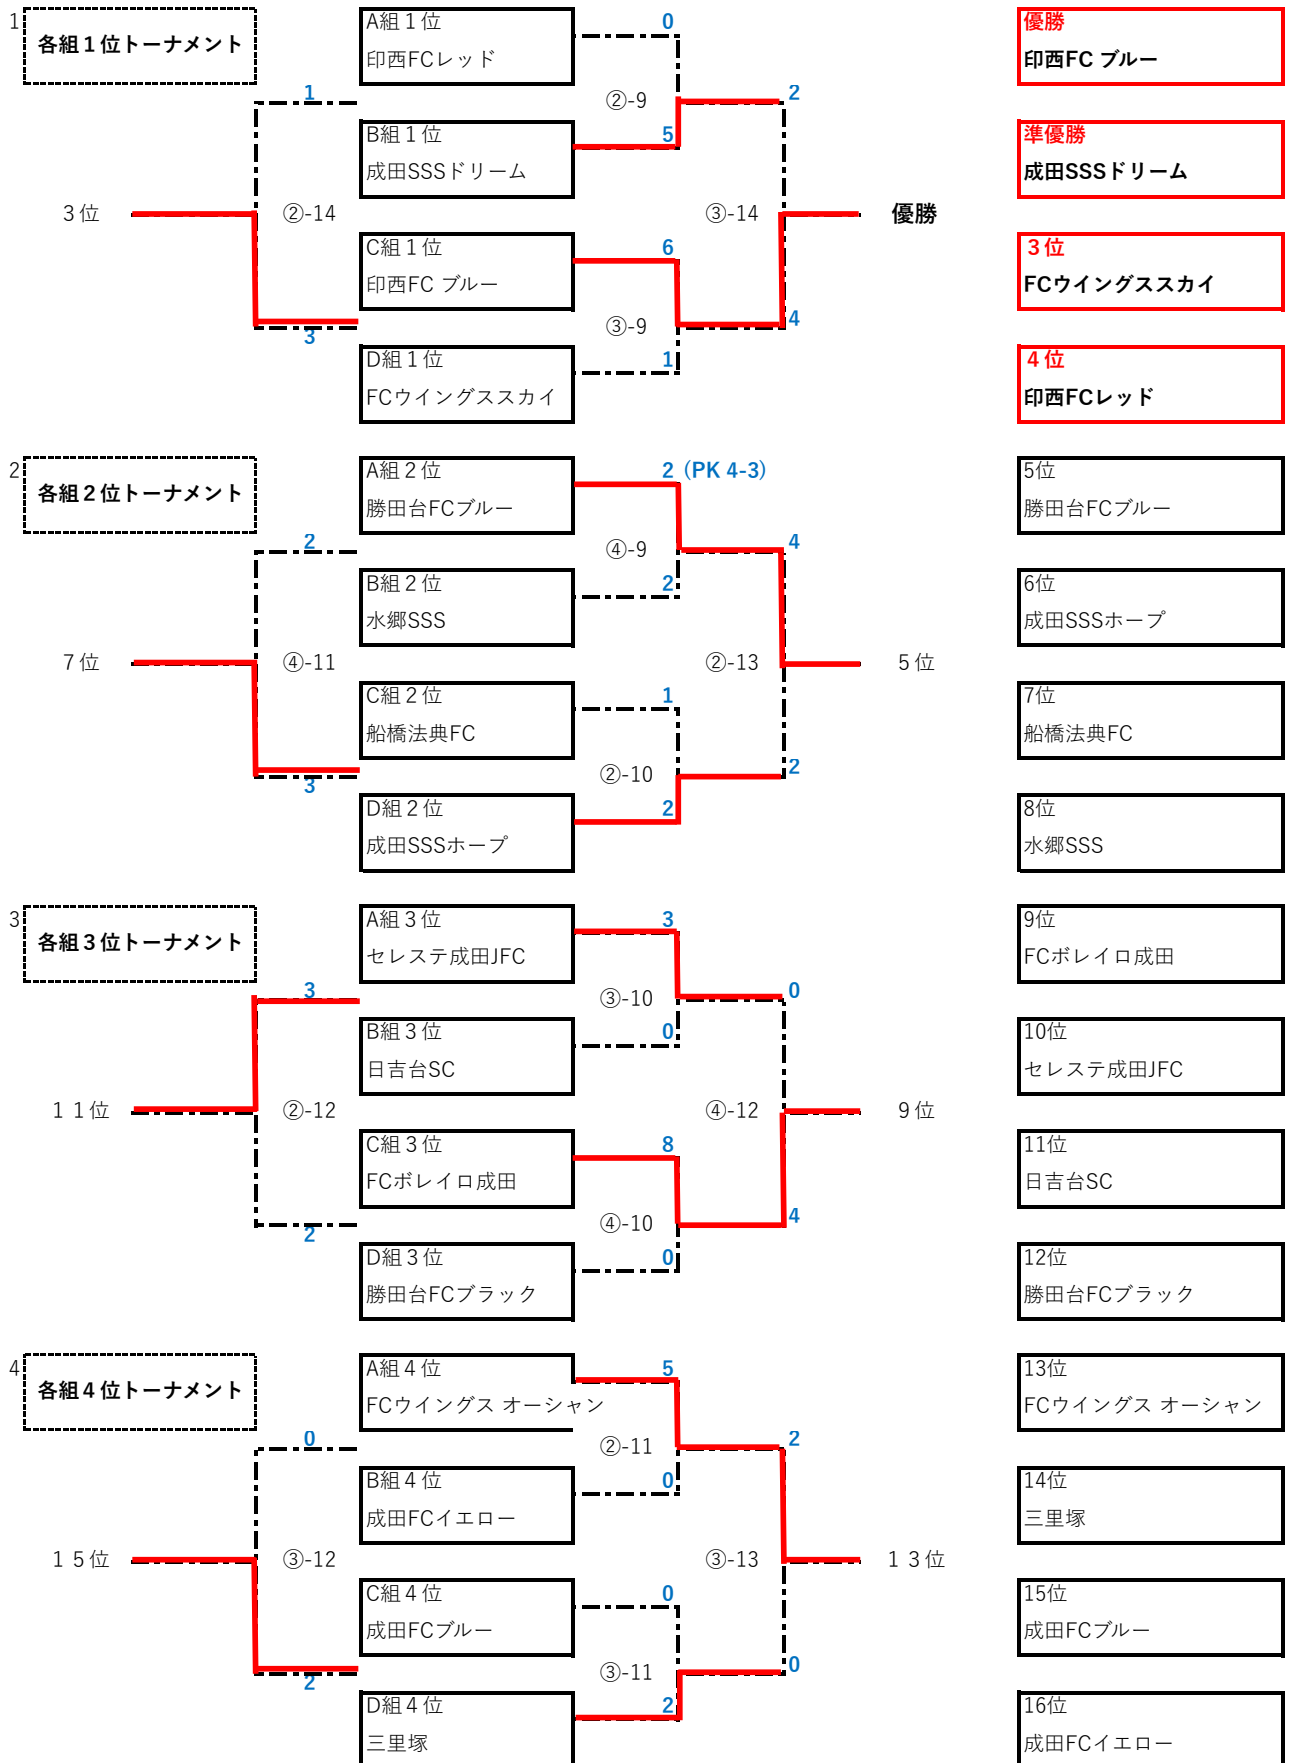 1
各組１位トーナメント
A組１位
印西FCレッド
0
②-9
1
B組１位
成田SSSドリーム
5
2
3位
②-14
③-14
優勝
C組１位
印西FC ブルー
6
③-9
4
3
D組１位
FCウイングススカイ
1
優勝
印西FC ブルー
準優勝
成田SSSドリーム
3位
FCウイングススカイ
4位
印西FCレッド
2
各組２位トーナメント
A組２位
勝田台FCブルー
2 (PK 4-3)
④-9
2
B組２位
水郷SSS
2
4
7位
④-11
②-13
5位
C組２位
船橋法典FC
1
②-10
2
3
D組２位
成田SSSホープ
2
5位
勝田台FCブルー
6位
成田SSSホープ
7位
船橋法典FC
8位
水郷SSS
3
各組３位トーナメント
A組３位
セレステ成田JFC
3
③-10
3
B組３位
日吉台SC
0
0
１１位
②-12
④-12
9位
C組３位
FCボレイロ成田
8
④-10
4
2
D組３位
勝田台FCブラック
0
9位
FCボレイロ成田
10位
セレステ成田JFC
11位
日吉台SC
12位
勝田台FCブラック
4
各組４位トーナメント
A組４位
FCウイングス オーシャン
5
②-11
0
B組４位
成田FCイエロー
0
2
１５位
③-12
③-13
１３位
C組４位
成田FCブルー
0
③-11
0
2
D組４位
三里塚
2
13位
FCウイングス オーシャン
14位
三里塚
15位
成田FCブルー
16位
成田FCイエロー